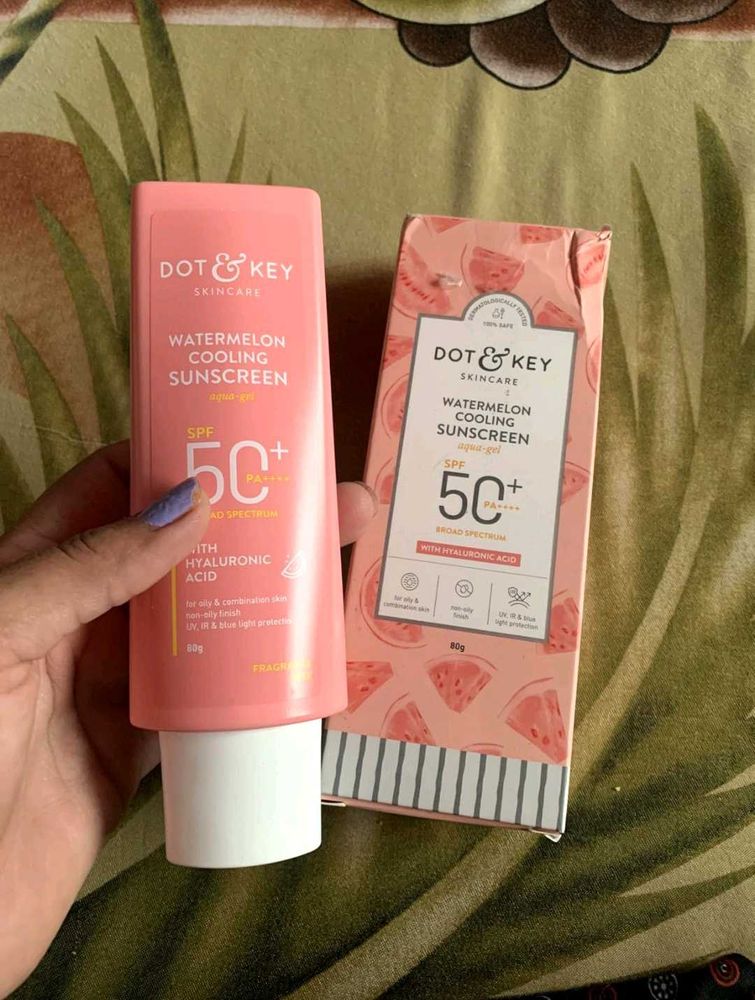 DOT & KEY
SKINCARE
WATERMELON
COOLING
SUNSCREEN
aqua-gel
SPF
50+
PA++++
BROAD SPECTRUM
WITH
HYALURONIC
ACID
for oily & combination skin
non-oily finish
UV, IR & blue light protection
80g
DERMATOLOGICALLY TESTED
100% SAFE
DOT & KEY
SKINCARE
WATERMELON
COOLING
SUNSCREEN
aqua-gel
SPF
50+
PA++++
BROAD SPECTRUM
WITH HYALURONIC ACID
for oily &
combination skin
non-oily
finish
UV, IR & blue
light protection
80g